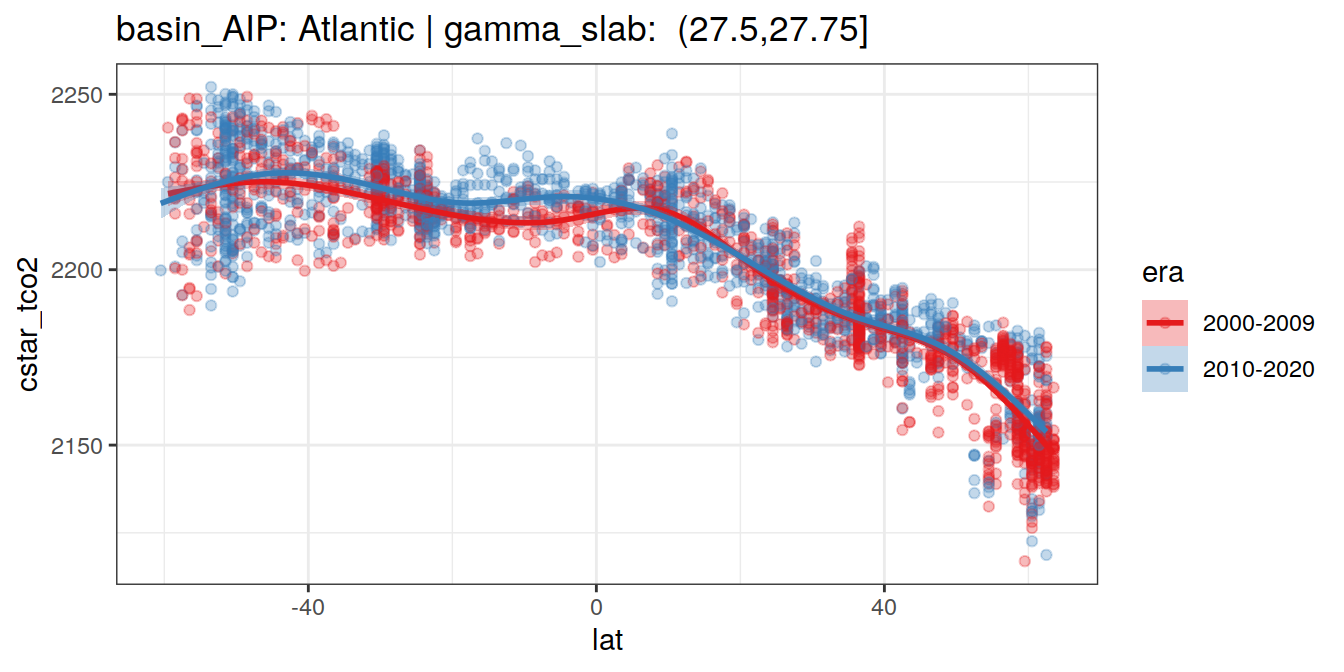 basin_AIP: Atlantic | gamma_slab:  (27.5,27.75]
2250
2200
2150
cstar_tco2
-40
0
40
lat
era
2000-2009
2010-2020